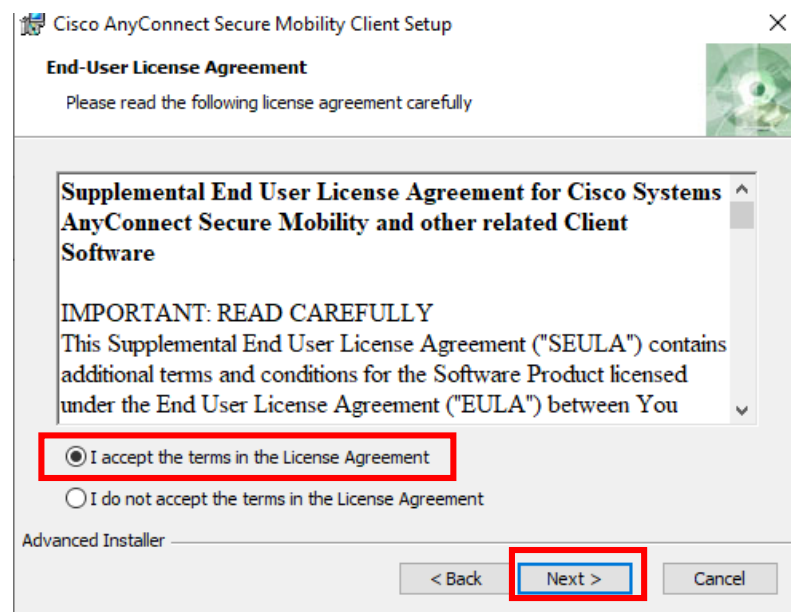 Cisco AnyConnect Secure Mobility Client Setup
End-User License Agreement
Please read the following license agreement carefully
Supplemental End User License Agreement for Cisco Systems
AnyConnect Secure Mobility and other related Client
Software
IMPORTANT: READ CAREFULLY
This Supplemental End User License Agreement ("SEULA") contains
additional terms and conditions for the Software Product licensed
under the End User License Agreement ("EULA") between You
I accept the terms in the License Agreement
I do not accept the terms in the License Agreement
Advanced Installer
< Back Next > Cancel